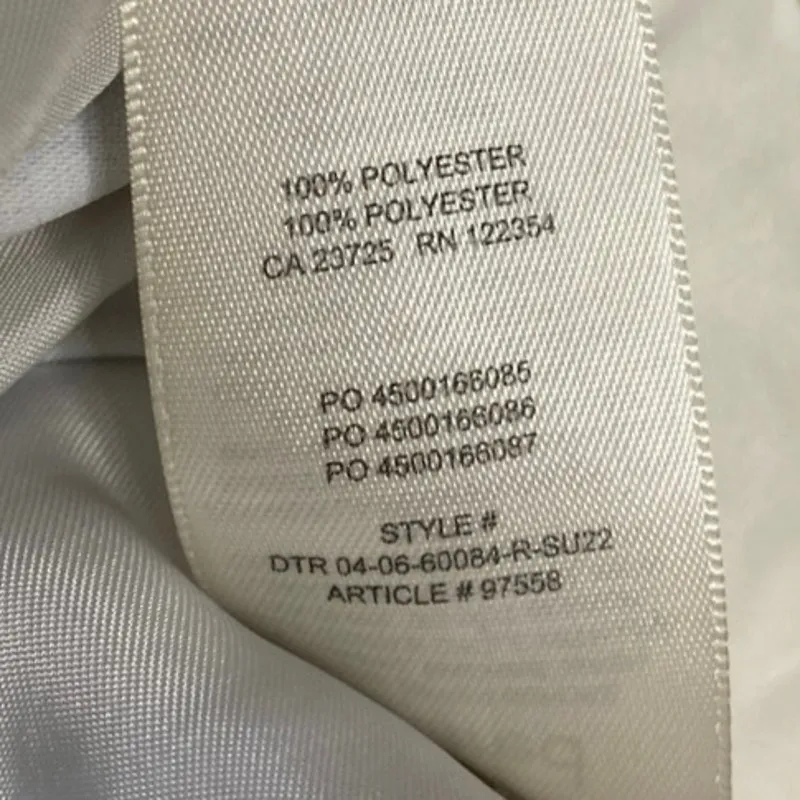 100% POLYESTER
100% POLYESTER
CA 23725 RN 122354
PO 4500166085
PO 4500166086
PO 4500166087
STYLE #
DTR 04-06-60084-R-SU22
ARTICLE # 97558